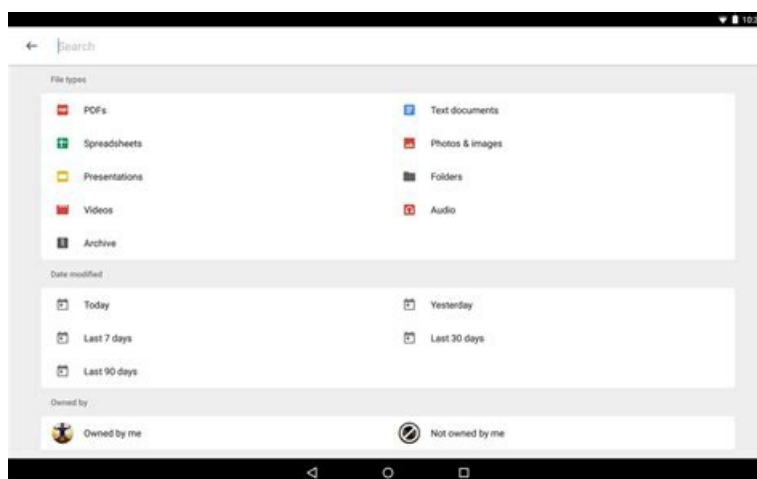 Search
File types
PDFs
Text documents
Spreadsheets
Photos & images
Presentations
Folders
Videos
Audio
Archive
Date modified
Today
Yesterday
Last 7 days
Last 30 days
Last 90 days
Owned by
Owned by me
Not owned by me